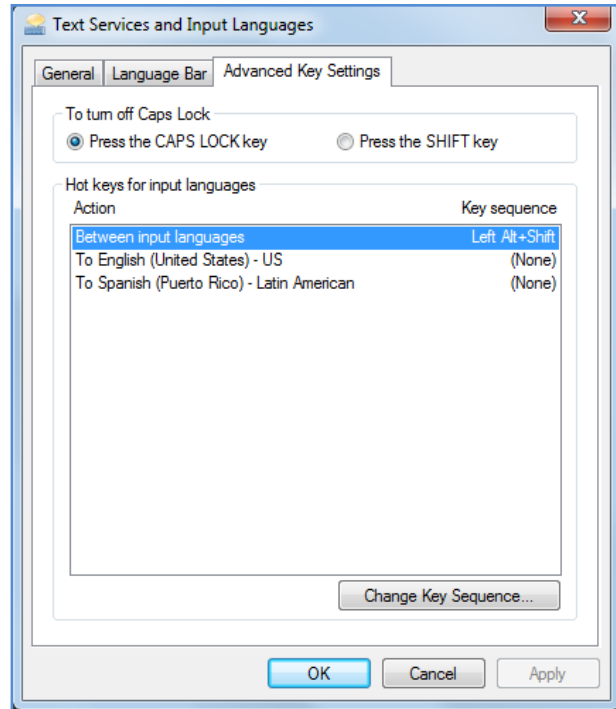 Text Services and Input Languages
General Language Bar Advanced Key Settings
To turn off Caps Lock
Press the CAPS LOCK key Press the SHIFT key
Hot keys for input languages
Action Key sequence
Between input languages Left Alt+Shift
To English (United States) - US (None)
To Spanish (Puerto Rico) - Latin American (None)
Change Key Sequence...
OK Cancel Apply